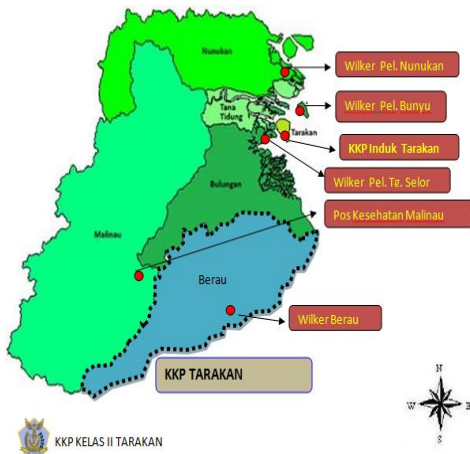 Nunukan
Wilker Pel. Nunukan
Tana
Tidung
Wilker Pel. Bunyu
Tarakan
KKP Induk Tarakan
Wilker Pel. Tg. Selor
Bulungan
Pos Kesehatan Malinau
Malinau
Berau
Wilker Berau
KKP TARAKAN
N
W
E
S
KKP KELAS II TARAKAN